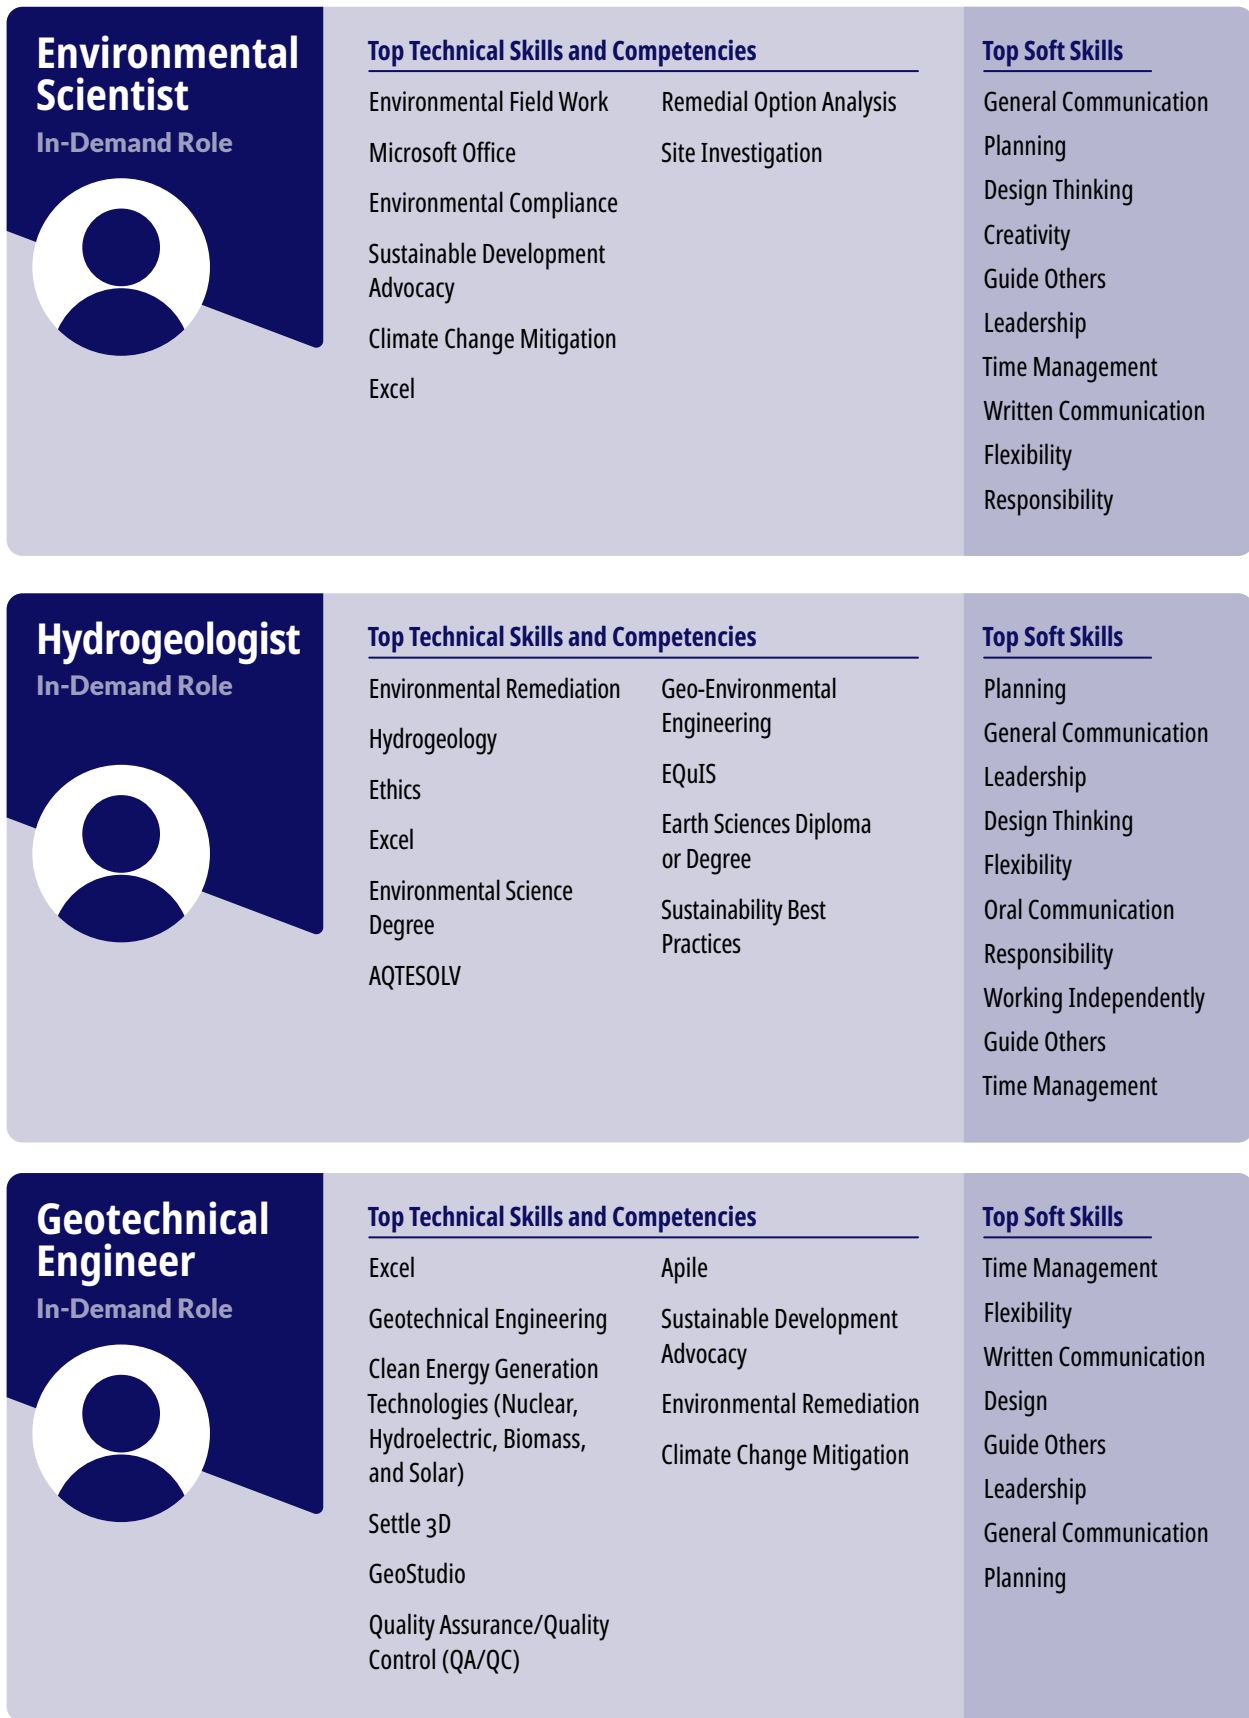 Environmental
Scientist
In-Demand Role
Top Technical Skills and Competencies
Environmental Field Work
Microsoft Office
Environmental Compliance
Sustainable Development
Advocacy
Climate Change Mitigation
Excel
Remedial Option Analysis
Site Investigation
Top Soft Skills
General Communication
Planning
Design Thinking
Creativity
Guide Others
Leadership
Time Management
Written Communication
Flexibility
Responsibility
Hydrogeologist
In-Demand Role
Top Technical Skills and Competencies
Environmental Remediation
Hydrogeology
Ethics
Excel
Environmental Science
Degree
AQTESOLV
Geo-Environmental
Engineering
EQuIS
Earth Sciences Diploma
or Degree
Sustainability Best
Practices
Top Soft Skills
Planning
General Communication
Leadership
Design Thinking
Flexibility
Oral Communication
Responsibility
Working Independently
Guide Others
Time Management
Geotechnical
Engineer
In-Demand Role
Top Technical Skills and Competencies
Excel
Geotechnical Engineering
Clean Energy Generation
Technologies (Nuclear,
Hydroelectric, Biomass,
and Solar)
Settle 3D
GeoStudio
Quality Assurance/Quality
Control (QA/QC)
Apile
Sustainable Development
Advocacy
Environmental Remediation
Climate Change Mitigation
Top Soft Skills
Time Management
Flexibility
Written Communication
Design
Guide Others
Leadership
General Communication
Planning